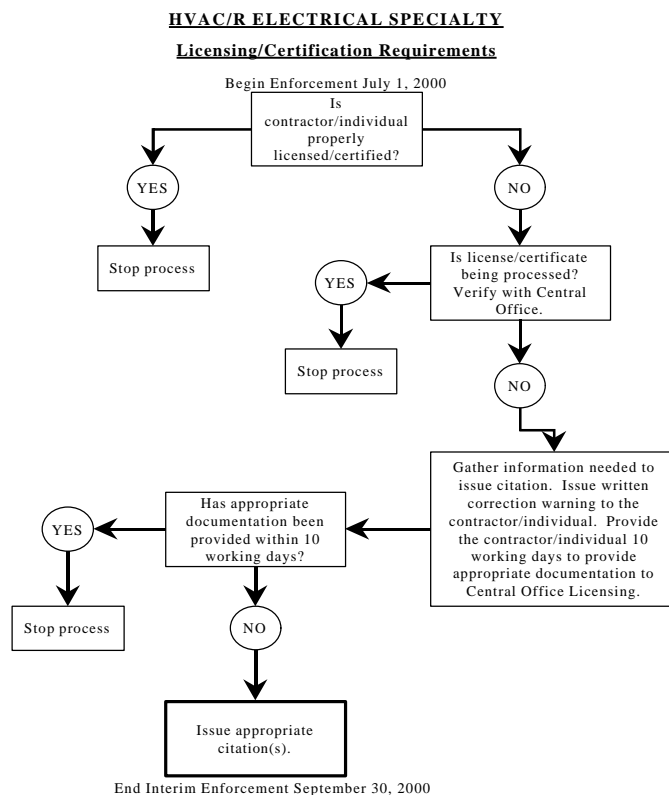 HVAC/R ELECTRICAL SPECIALTY
Licensing/Certification Requirements
Begin Enforcement July 1, 2000
Is
contractor/individual
properly
licensed/certified?
YES
NO
Stop process
Is license/certificate
being processed?
Verify with Central
Office.
YES
Stop process
NO
Gather information needed to
issue citation. Issue written
correction warning to the
contractor/individual. Provide
the contractor/individual 10
working days to provide
appropriate documentation to
Central Office Licensing.
Has appropriate
documentation been
provided within 10
working days?
YES
Stop process
NO
Issue appropriate
citation(s).
End Interim Enforcement September 30, 2000